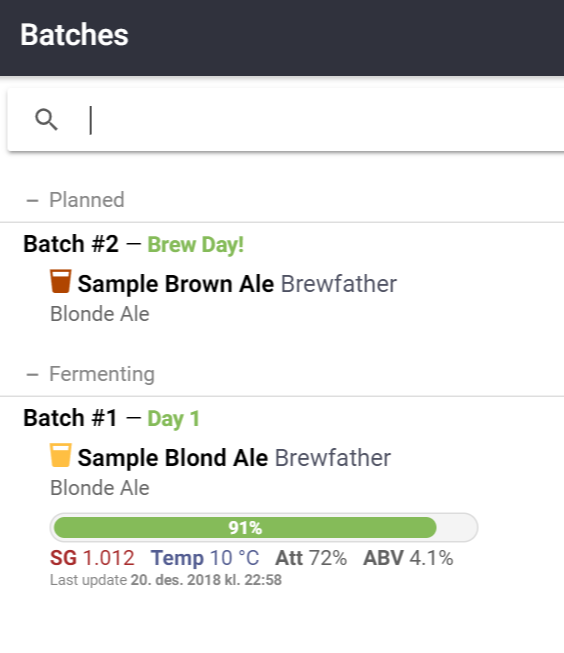 Batches
– Planned
Batch #2 – Brew Day!
Sample Brown Ale Brewfather
Blonde Ale
– Fermenting
Batch #1 – Day 1
Sample Blond Ale Brewfather
Blonde Ale
91%
SG 1.012 Temp 10 °C Att 72% ABV 4.1%
Last update 20. des. 2018 kl. 22:58